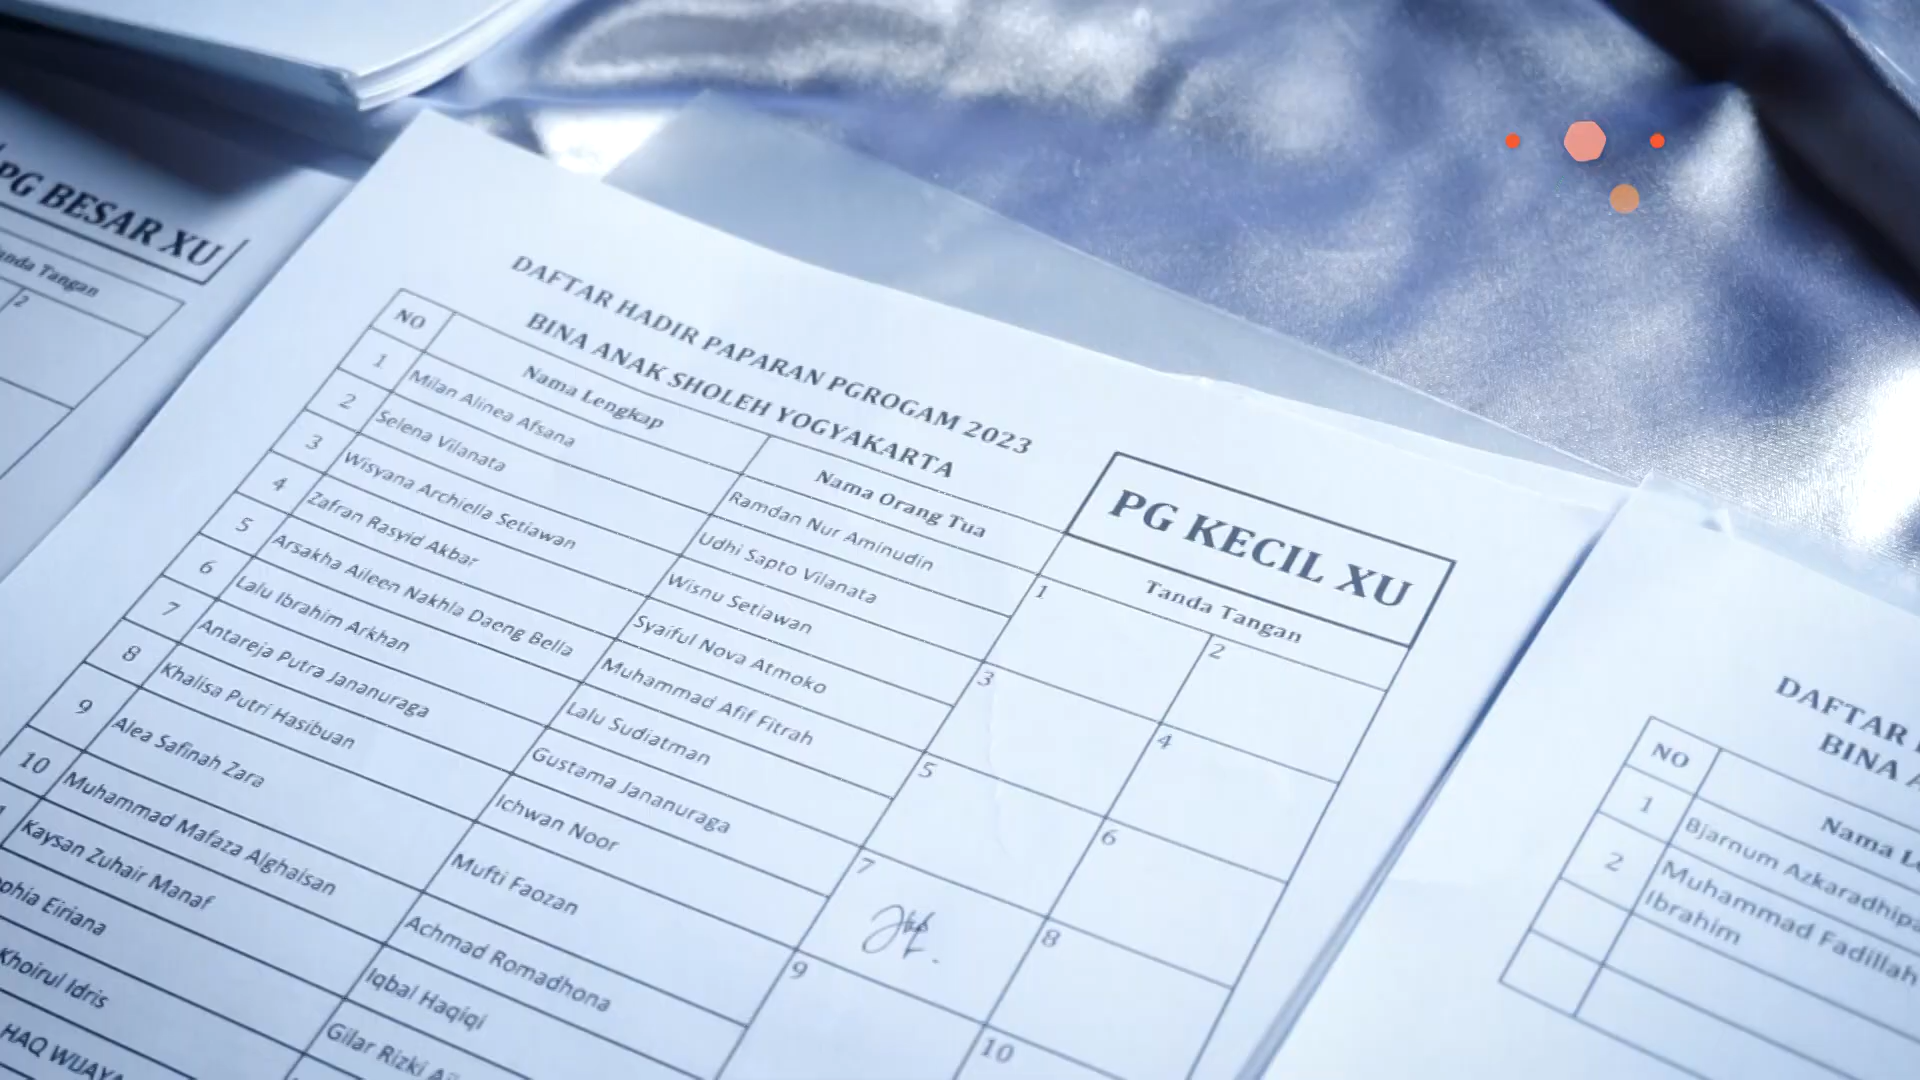 PG BESAR XU
Tangan
2
DAFTAR HADIR PAPARAN PGROGAM 2023
BINA ANAK SHOLEH YOGYAKARTA
PG KECIL XU
NO
Nama Lengkap
Nama Orang Tua
Tanda Tangan
1 Milan Alinea Afsana Ramdan Nur Aminudin 1
2 Selena Vilanata Udhi Sapto Vilanata 2
3 Wisyana Archiella Setiawan Wisnu Setiawan 3
4 Zafran Rasyid Akbar Syaiful Nova Atmoko 4
5 Arsakha Aileen Nakhla Daeng Bella Muhammad Afif Fitrah 5
6 Lalu Ibrahim Arkhan Lalu Sudiatman 6
7 Antareja Putra Jananuraga Gustama Jananuraga 7
8 Khalisa Putri Hasibuan Ichwan Noor 8
9 Alea Safinah Zara Mufti Faozan 9
10 Muhammad Mafaza Alghaisan Achmad Romadhona 10
Kaysan Zuhair Manaf Iqbal Haqiqi
Eiriana Gilar Rizki
Khoirul Idris
HAQ
DAFTAR
BINA
NO
Nama
1 Bjarnum
2 Muhammad Fadillah
Ibrahim